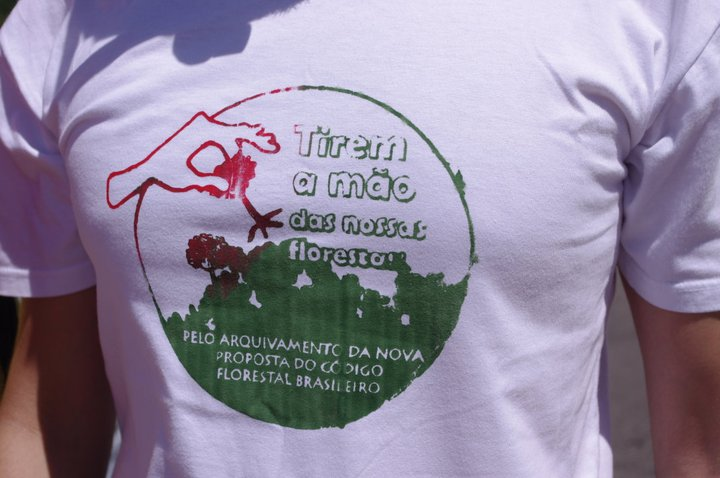 Tirem
a mão
das nossas
florestas
PELO ARQUIVAMENTO DA NOVA
PROPOSTA DO CÓDIGO
FLORESTAL BRASILEIRO